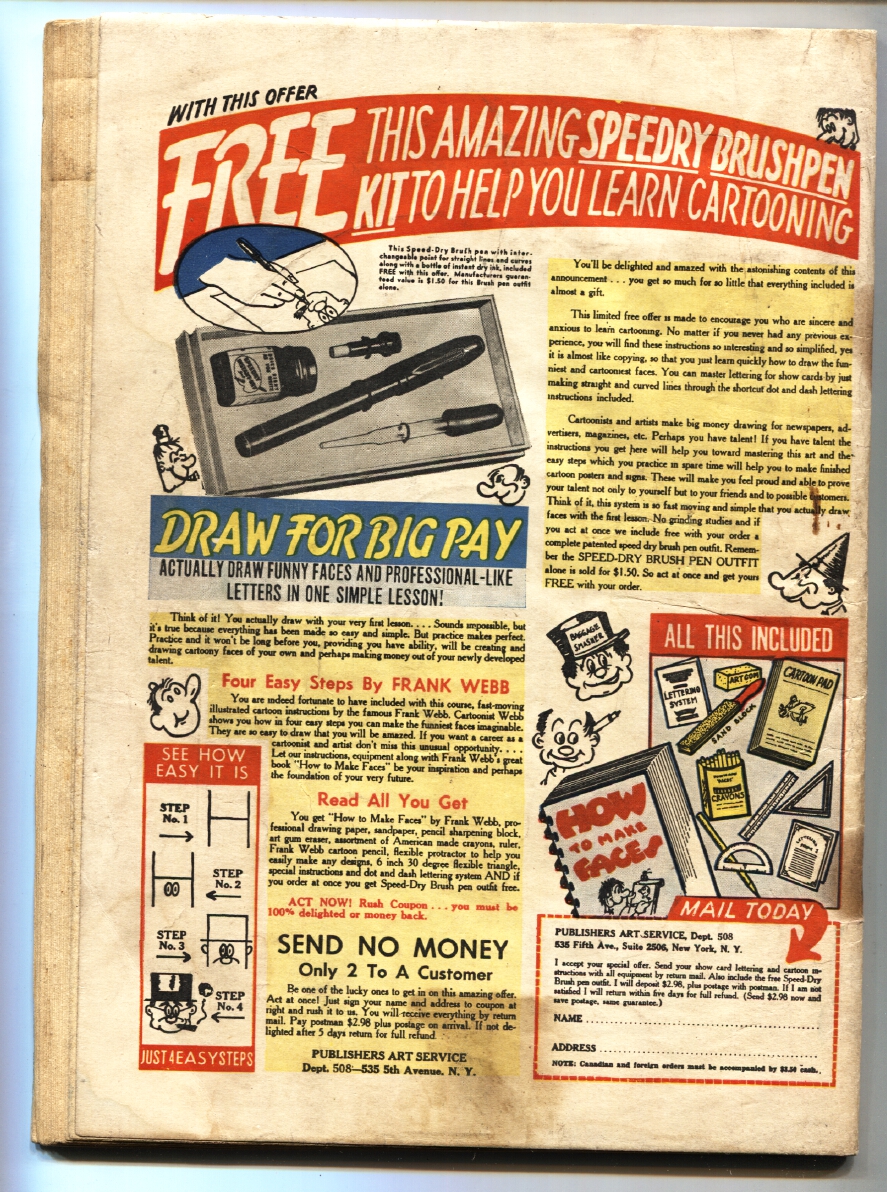 WITH THIS OFFER
FREE THIS AMAZING SPEEDRY BRUSHPEN
KIT TO HELP YOU LEARN CARTOONING
This Speed-Dry Brush pen with inter-
changeable point for straight lines and curves
along with a bottle of instant dry ink, included
FREE with this offer. Manufacturers guaran-
teed value is $1.50 for this Brush pen outfit
alone.
DRAW FOR BIG PAY
ACTUALLY DRAW FUNNY FACES AND PROFESSIONAL-LIKE
LETTERS IN ONE SIMPLE LESSON!
Think of it! You actually draw with your very first lesson. . . . Sounds impossible, but
it's true because everything has been made so easy and simple. But practice makes perfect.
Practice and it won't be long before you, providing you have ability, will be creating and
drawing cartoony faces of your own and perhaps making money out of your newly developed
talent.
Four Easy Steps By FRANK WEBB
You are indeed fortunate to have included with this course, fast-moving
illustrated cartoon instructions by the famous Frank Webb. Cartoonist Webb
shows you how in four easy steps you can make the funniest faces imaginable.
They are so easy to draw that you will be amazed. If you want a career as a
cartoonist and artist don't miss this unusual opportunity. . . .
Let our instructions, equipment along with Frank Webb's great
book "How to Make Faces" be your inspiration and perhaps
the foundation of your very future.
SEE HOW
EASY IT IS
STEP
No. 1
STEP
No. 2
STEP
No. 3
STEP
No. 4
JUST 4 EASY STEPS
Read All You Get
You get "How to Make Faces" by Frank Webb, pro-
fessional drawing paper, sandpaper, pencil sharpening block,
art gum eraser, assortment of American made crayons, ruler,
Frank Webb cartoon pencil, flexible protractor to help you
easily make any designs, 6 inch 30 degree flexible triangle,
special instructions and dot and dash lettering system AND if
you order at once you get Speed-Dry Brush pen outfit free.
ACT NOW! Rush Coupon . . . you must be
100% delighted or money back.
SEND NO MONEY
Only 2 To A Customer
Be one of the lucky ones to get in on this amazing offer.
Act at once! Just sign your name and address to coupon at
right and rush it to us. You will receive everything by return
mail. Pay postman $2.98 plus postage on arrival. If not de-
lighted after 5 days return for full refund.
PUBLISHERS ART SERVICE
Dept. 508—535 5th Avenue. N. Y.
You'll be delighted and amazed with the astonishing contents of this
announcement . . . you get so much for so little that everything included is
almost a gift.
This limited free offer is made to encourage you who are sincere and
anxious to learn cartooning. No matter if you never had any previous ex-
perience, you will find these instructions so interesting and so simplified, yes
it is almost like copying, so that you just learn quickly how to draw the fun-
niest and cartooniest faces. You can master lettering for show cards by just
making straight and curved lines through the shortcut dot and dash lettering
instructions included.
Cartoonists and artists make big money drawing for newspapers, ad-
vertisers, magazines, etc. Perhaps you have talent! If you have talent the
instructions you get here will help you toward mastering this art and the
easy steps which you practice in spare time will help you to make finished
cartoon posters and signs. These will make you feel proud and able to prove
your talent not only to yourself but to your friends and to possible customers.
Think of it, this system is so fast moving and simple that you actually draw
faces with the first lesson. No grinding studies and if
you act at once we include free with your order a
complete patented speed dry brush pen outfit. Remem-
ber the SPEED-DRY BRUSH PEN OUTFIT
alone is sold for $1.50. So act at once and get yours
FREE with your order.
BAGGAGE
SMASHER
ALL THIS INCLUDED
LETTERING
SYSTEM
ART GUM
SAND BLOCK
CARTOON PAD
CRAYONS
HOW
TO MAKE
FACES
MAIL TODAY
PUBLISHERS ART SERVICE, Dept. 508
535 Fifth Ave., Suite 2506, New York, N. Y.
I accept your special offer. Send your show card lettering and cartoon in-
structions with all equipment by return mail. Also include the free Speed-Dry
Brush pen outfit. I will deposit $2.98, plus postage with postman. If I am not
satisfied I will return within five days for full refund. (Send $2.98 now and
save postage, same guarantee.)
NAME
ADDRESS
NOTE: Canadian and foreign orders must be accompanied by $2.50 cash.